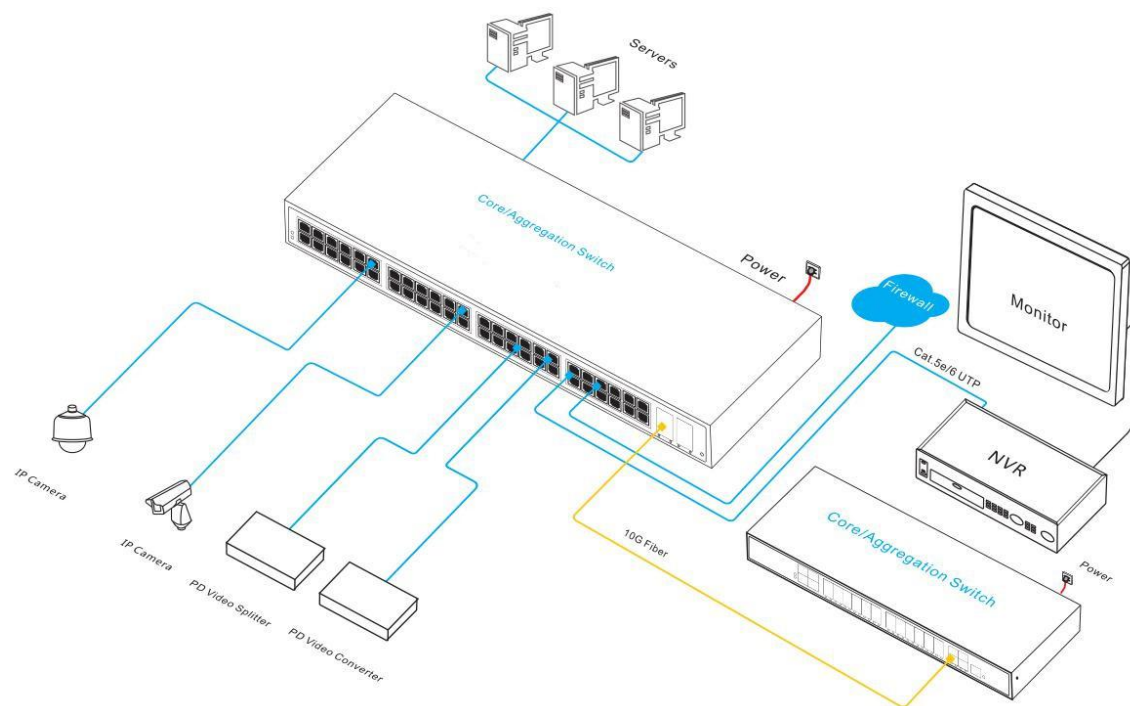 Servers
Core/Aggregation Switch
Power
Firewall
Monitor
Cat.5e/6 UTP
NVR
IP Camera
IP Camera
PD Video Splitter
PD Video Converter
10G Fiber
Core/Aggregation Switch
Power